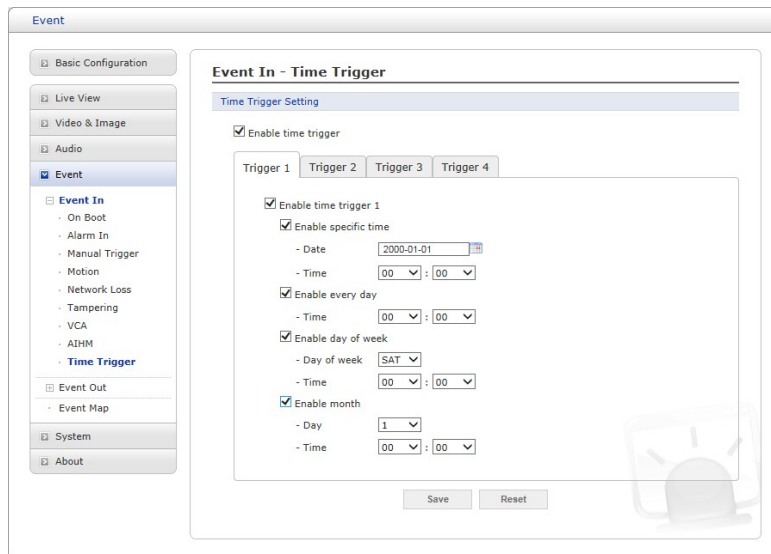 Event
Basic Configuration
Live View
Video & Image
Audio
Event
Event In
· On Boot
· Alarm In
· Manual Trigger
· Motion
· Network Loss
· Tampering
· VCA
· AIHM
· Time Trigger
Event Out
· Event Map
System
About
Event In - Time Trigger
Time Trigger Setting
Enable time trigger
Trigger 1 Trigger 2 Trigger 3 Trigger 4
Enable time trigger 1
Enable specific time
- Date 2000-01-01
- Time 00 : 00
Enable every day
- Time 00 : 00
Enable day of week
- Day of week SAT
- Time 00 : 00
Enable month
- Day 1
- Time 00 : 00
Save Reset